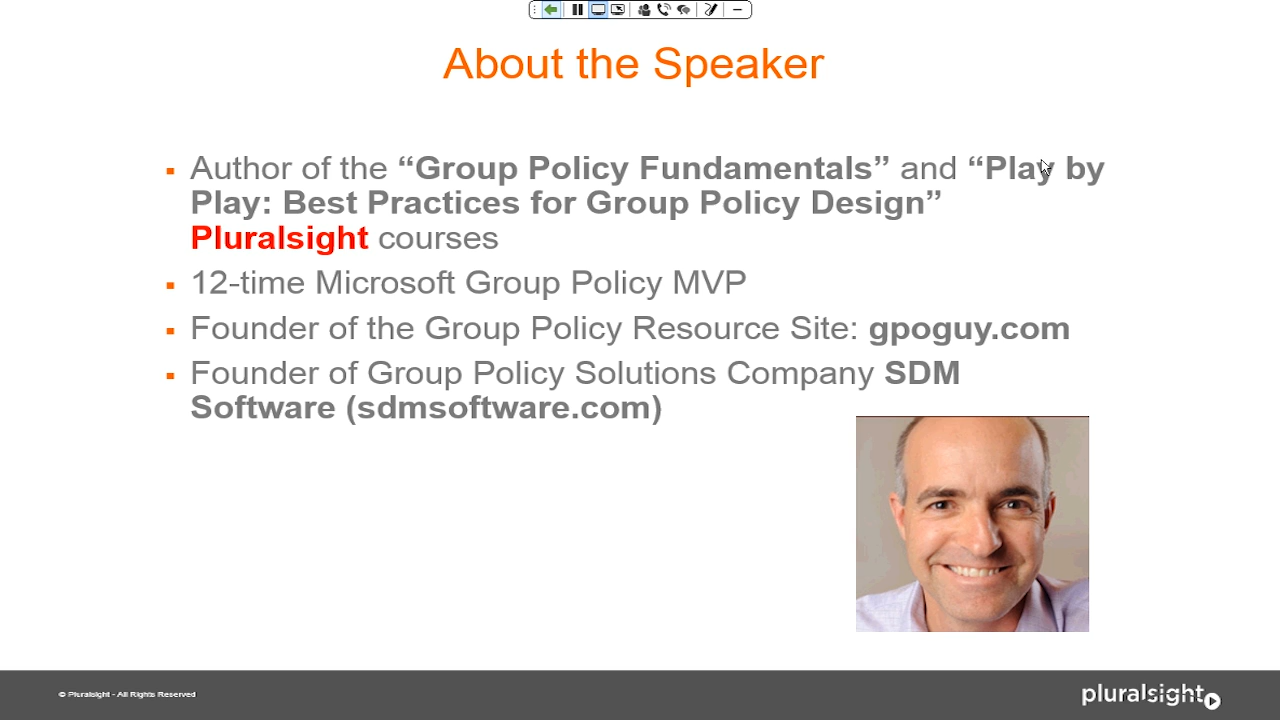 About the Speaker
Author of the “Group Policy Fundamentals” and “Play by
Play: Best Practices for Group Policy Design”
Pluralsight courses
12-time Microsoft Group Policy MVP
Founder of the Group Policy Resource Site: gpoguy.com
Founder of Group Policy Solutions Company SDM
Software (sdmsoftware.com)
© Pluralsight - All Rights Reserved
pluralsight